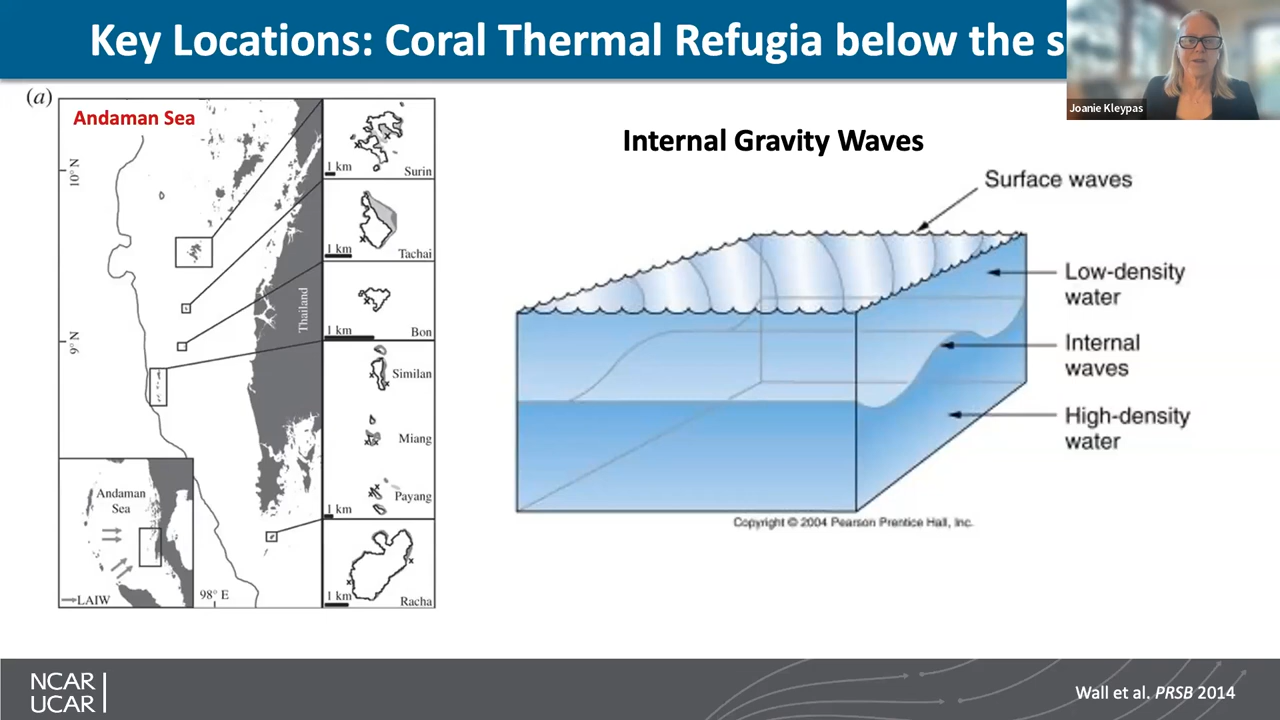 Key Locations: Coral Thermal Refugia below the s
Joanie Kleypas
(a)
Andaman Sea
10° N
9° N
98° E
Thailand
1 km
Surin
1 km
Tachai
1 km
Bon
Similan
Miang
Payang
1 km
1 km
Racha
Andaman
Sea
LAIW
Internal Gravity Waves
Surface waves
Low-density
water
Internal
waves
High-density
water
Copyright © 2004 Pearson Prentice Hall, Inc.
NCAR
UCAR
Wall et al. PRSB 2014